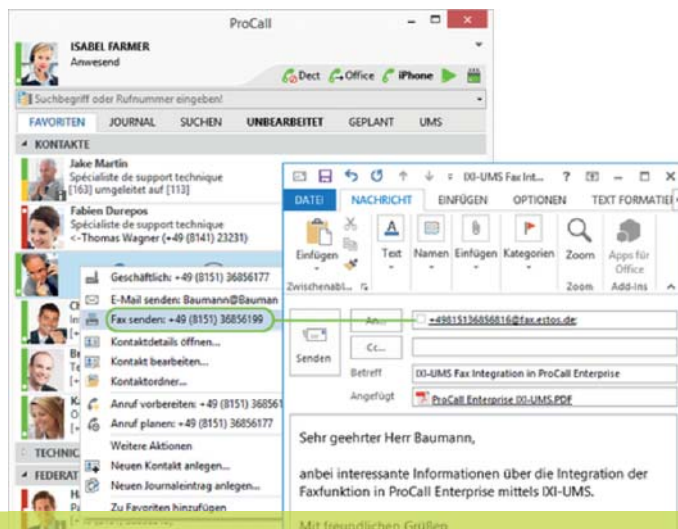 ProCall
ISABEL FARMER
Anwesend
Dect Office iPhone
Suchbegriff oder Rufnummer eingeben!
FAVORITEN JOURNAL SUCHEN UNBEARBEITET GEPLANT UMS
KONTAKTE
Jake Martin
Spécialiste de support technique
[163] umgeleitet auf [113]
Fabien Durepos
Spécialiste de support technique
<-Thomas Wagner (+49 (8141) 23231)
Geschäftlich: +49 (8151) 36856177
E-Mail senden: Baumann@Bauman
Fax senden: +49 (8151) 36856199
Kontaktdetails öffnen...
Kontakt bearbeiten...
Kontaktordner...
Anruf vorbereiten: +49 (8151) 368561
Anruf planen: +49 (8151) 36856177
Weitere Aktionen
Neuen Kontakt anlegen...
Neuen Journaleintrag anlegen...
Zu Favoriten hinzufügen
TECHNIC
FEDERAT
IXI-UMS Fax Int...
DATEI NACHRICHT EINFÜGEN OPTIONEN TEXT FORMATIE
Einfügen Text Namen Einfügen Kategorien Zoom Apps für Office
Zwischenabl... Zoom Add-Ins
Senden
An... +49815136856816@fax.estos.de;
Cc...
Betreff IXI-UMS Fax Integration in ProCall Enterprise
Angefügt ProCall Enterprise IXI-UMS.PDF
Sehr geehrter Herr Baumann,
anbei interessante Informationen über die Integration der
Faxfunktion in ProCall Enterprise mittels IXI-UMS.
Mit freundlichen Grüßen